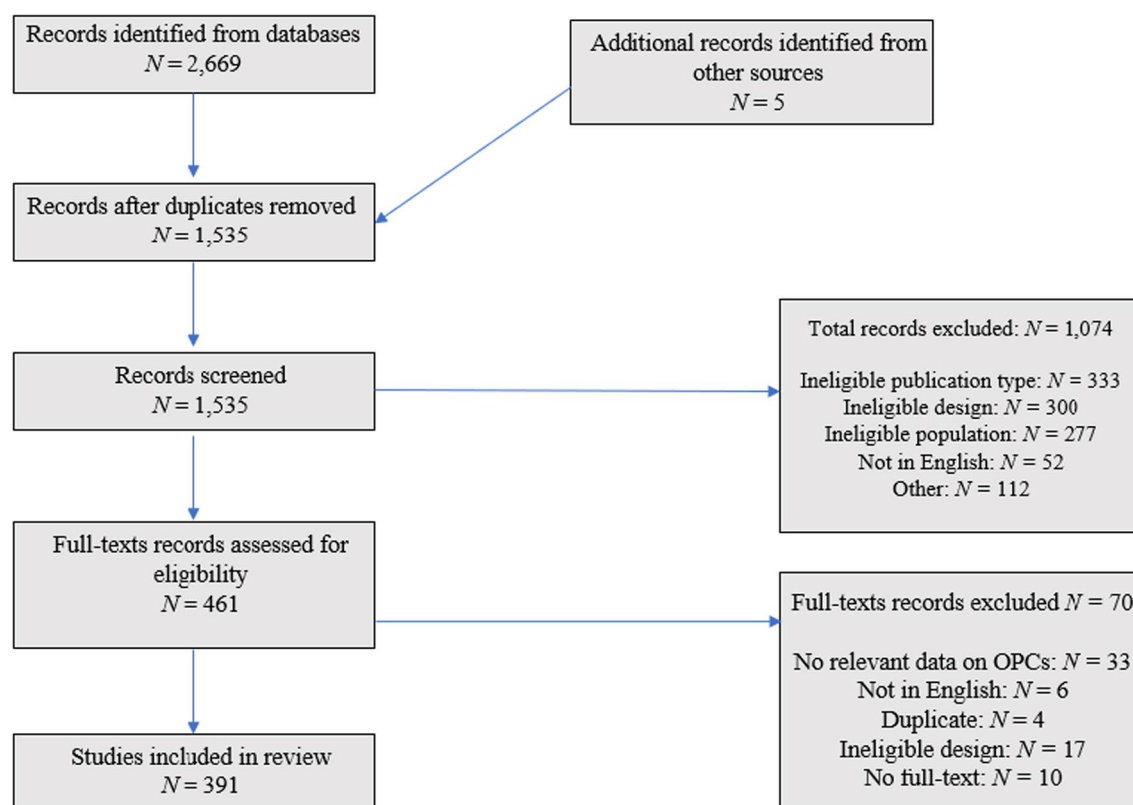 Records identified from databases
N = 2,669
Additional records identified from
other sources
N = 5
Records after duplicates removed
N = 1,535
Records screened
N = 1,535
Total records excluded: N = 1,074
Ineligible publication type: N = 333
Ineligible design: N = 300
Ineligible population: N = 277
Not in English: N = 52
Other: N = 112
Full-texts records assessed for
eligibility
N = 461
Full-texts records excluded N = 70
No relevant data on OPCs: N = 33
Not in English: N = 6
Duplicate: N = 4
Ineligible design: N = 17
No full-text: N = 10
Studies included in review
N = 391